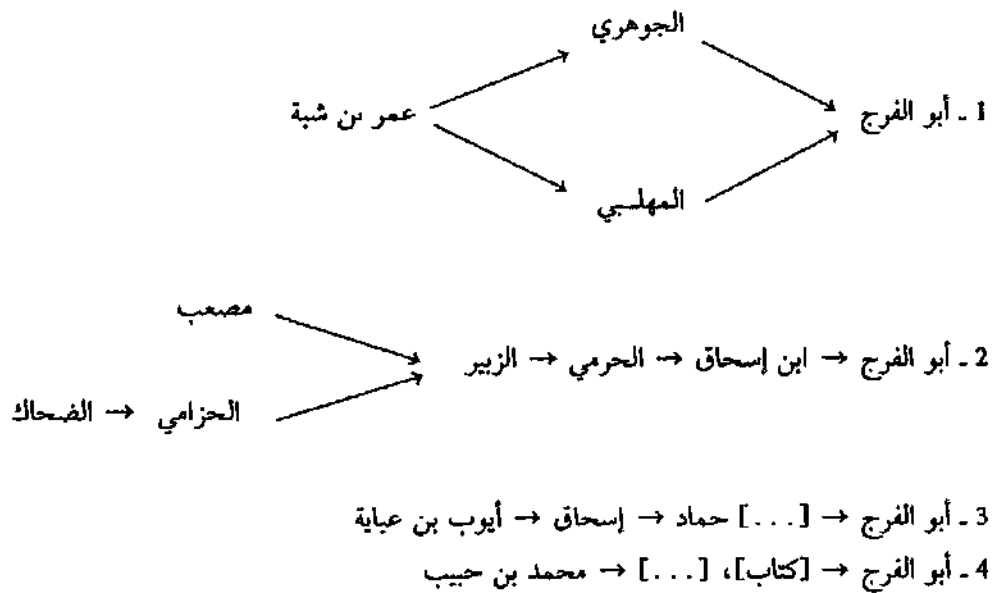 الجوهري
1 ـ أبو الفرج
عمر بن شبة
المهلبي
مصعب
2 ـ أبو الفرج → ابن إسحاق → الحرمي → الزبير
الحزامي → الضحاك
3 ـ أبو الفرج → [...] حماد → إسحاق → أيوب بن عباية
4 ـ أبو الفرج → [كتاب]، [...] → محمد بن حبيب